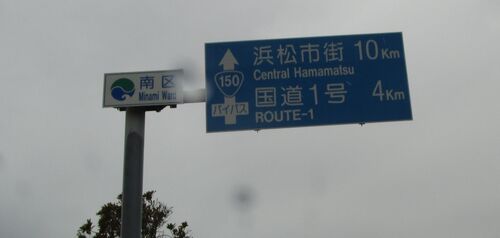 南区
Minami Ward
150
バイパス
浜松市街 10Km
Central Hamamatsu
国道1号 4Km
ROUTE-1